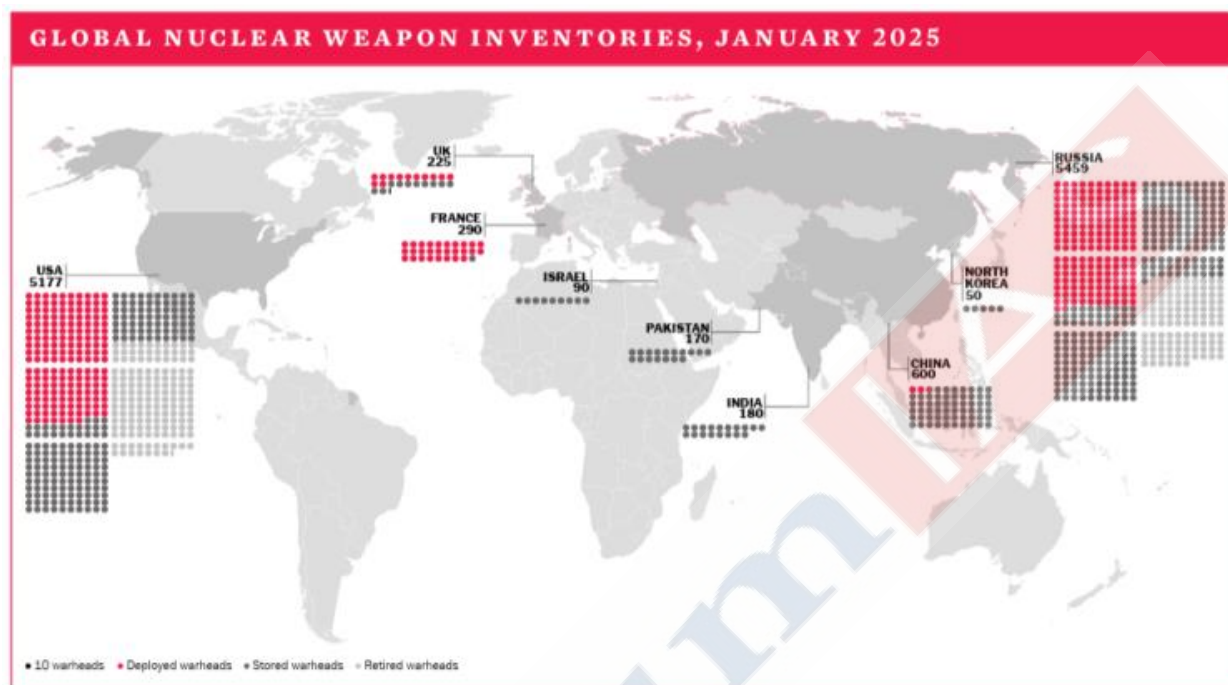 GLOBAL NUCLEAR WEAPON INVENTORIES, JANUARY 2025
UK
225
RUSSIA
5459
FRANCE
290
USA
5177
ISRAEL
90
NORTH
KOREA
50
PAKISTAN
170
CHINA
600
INDIA
180
10 warheads Deployed warheads Stored warheads Retired warheads